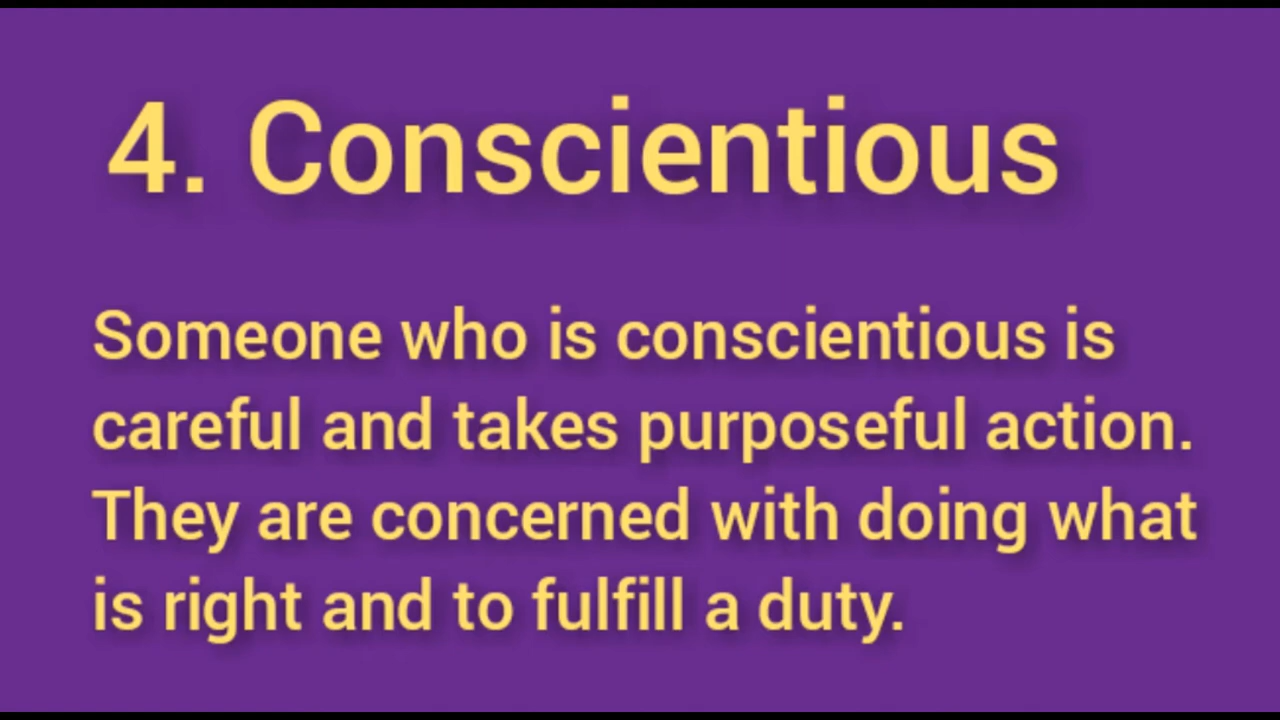 4. Conscientious
Someone who is conscientious is
careful and takes purposeful action.
They are concerned with doing what
is right and to fulfill a duty.